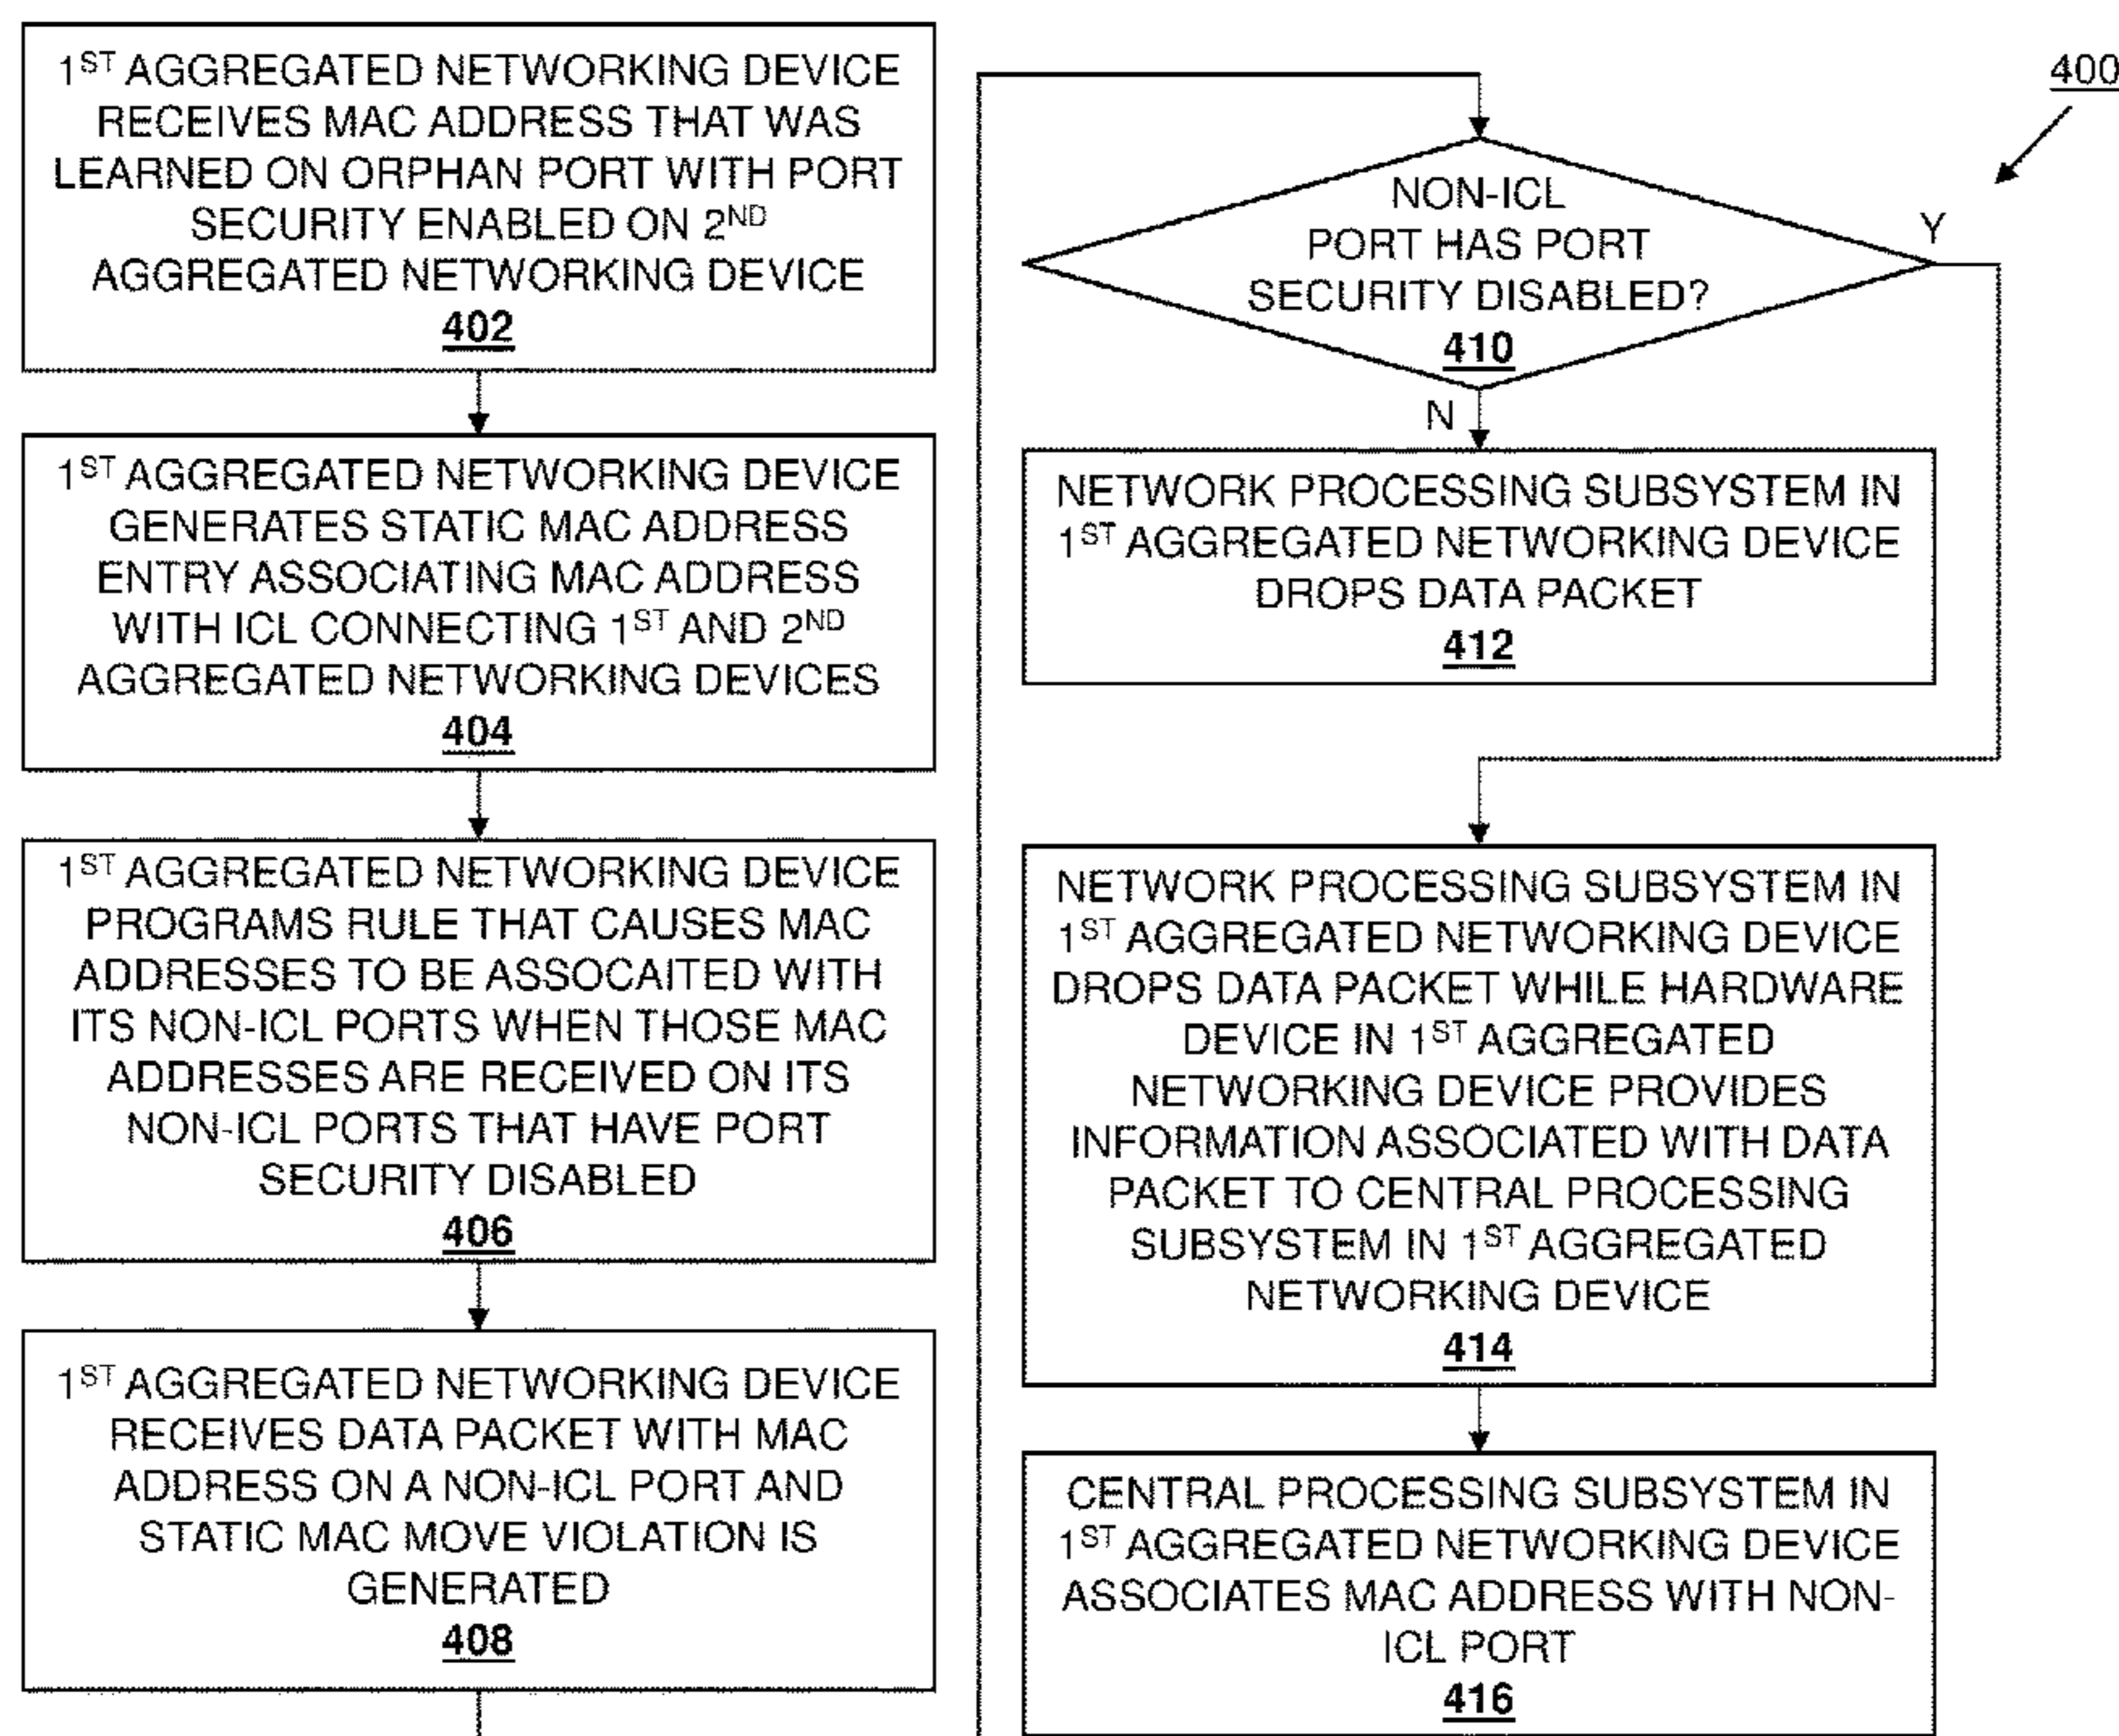 1ST AGGREGATED NETWORKING DEVICE
RECEIVES MAC ADDRESS THAT WAS
LEARNED ON ORPHAN PORT WITH PORT
SECURITY ENABLED ON 2ND
AGGREGATED NETWORKING DEVICE
402
1ST AGGREGATED NETWORKING DEVICE
GENERATES STATIC MAC ADDRESS
ENTRY ASSOCIATING MAC ADDRESS
WITH ICL CONNECTING 1ST AND 2ND
AGGREGATED NETWORKING DEVICES
404
1ST AGGREGATED NETWORKING DEVICE
PROGRAMS RULE THAT CAUSES MAC
ADDRESSES TO BE ASSOCAITED WITH
ITS NON-ICL PORTS WHEN THOSE MAC
ADDRESSES ARE RECEIVED ON ITS
NON-ICL PORTS THAT HAVE PORT
SECURITY DISABLED
406
1ST AGGREGATED NETWORKING DEVICE
RECEIVES DATA PACKET WITH MAC
ADDRESS ON A NON-ICL PORT AND
STATIC MAC MOVE VIOLATION IS
GENERATED
408
400
NON-ICL
PORT HAS PORT
SECURITY DISABLED?
410
Y
N
NETWORK PROCESSING SUBSYSTEM IN
1ST AGGREGATED NETWORKING DEVICE
DROPS DATA PACKET
412
NETWORK PROCESSING SUBSYSTEM IN
1ST AGGREGATED NETWORKING DEVICE
DROPS DATA PACKET WHILE HARDWARE
DEVICE IN 1ST AGGREGATED
NETWORKING DEVICE PROVIDES
INFORMATION ASSOCIATED WITH DATA
PACKET TO CENTRAL PROCESSING
SUBSYSTEM IN 1ST AGGREGATED
NETWORKING DEVICE
414
CENTRAL PROCESSING SUBSYSTEM IN
1ST AGGREGATED NETWORKING DEVICE
ASSOCIATES MAC ADDRESS WITH NON-
ICL PORT
416